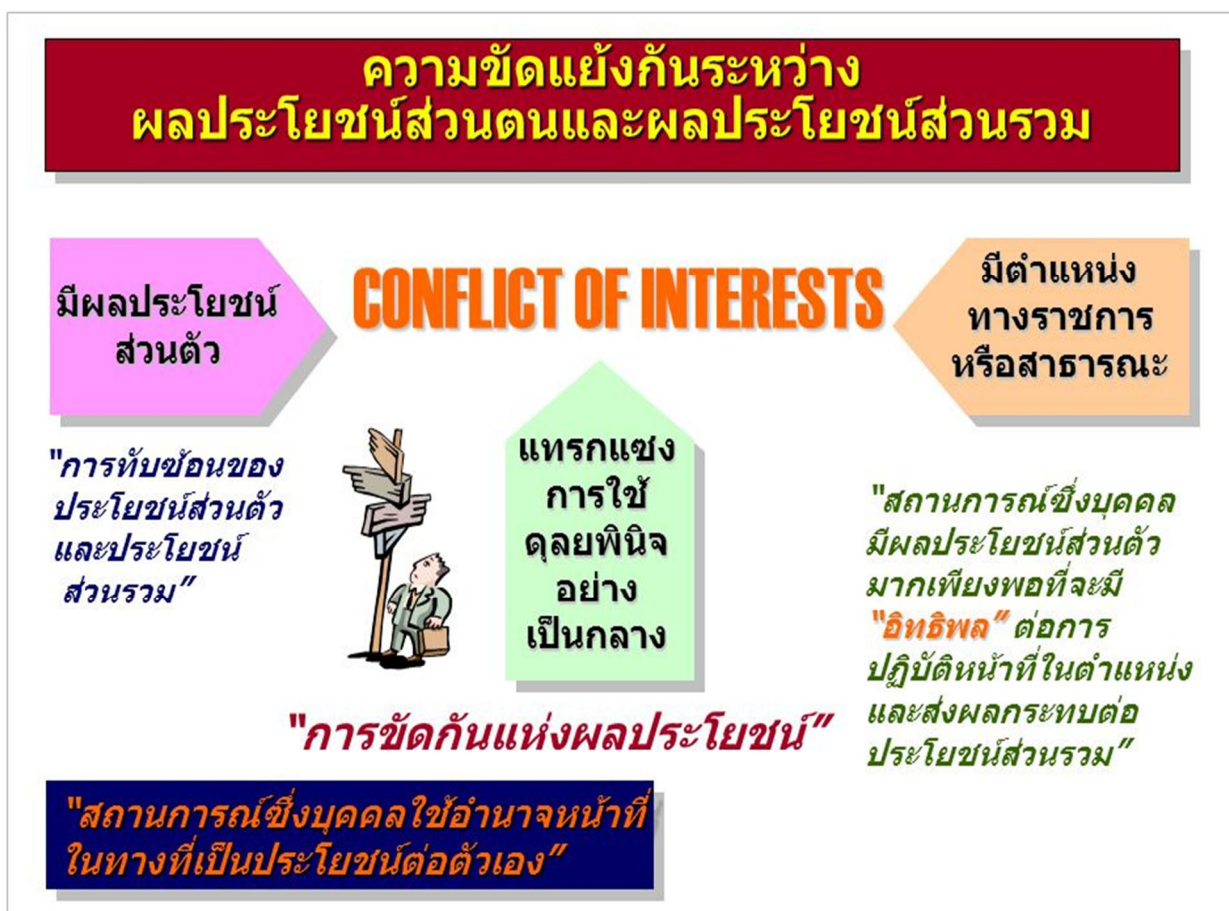 ความขัดแย้งกันระหว่าง
ผลประโยชน์ส่วนตนและผลประโยชน์ส่วนรวม
มีผลประโยชน์
ส่วนตัว
CONFLICT OF INTERESTS
มีตำแหน่ง
ทางราชการ
หรือสาธารณะ
"การทับซ้อนของ
ประโยชน์ส่วนตัว
และประโยชน์
ส่วนรวม"
แทรกแซง
การใช้
ดุลยพินิจ
อย่าง
เป็นกลาง
"สถานการณ์ซึ่งบุคคล
มีผลประโยชน์ส่วนตัว
มากเพียงพอที่จะมี
"อิทธิพล" ต่อการ
ปฏิบัติหน้าที่ในตำแหน่ง
และส่งผลกระทบต่อ
ประโยชน์ส่วนรวม"
"การขัดกันแห่งผลประโยชน์"
"สถานการณ์ซึ่งบุคคลใช้อำนาจหน้าที่
ในทางที่เป็นประโยชน์ต่อตัวเอง"